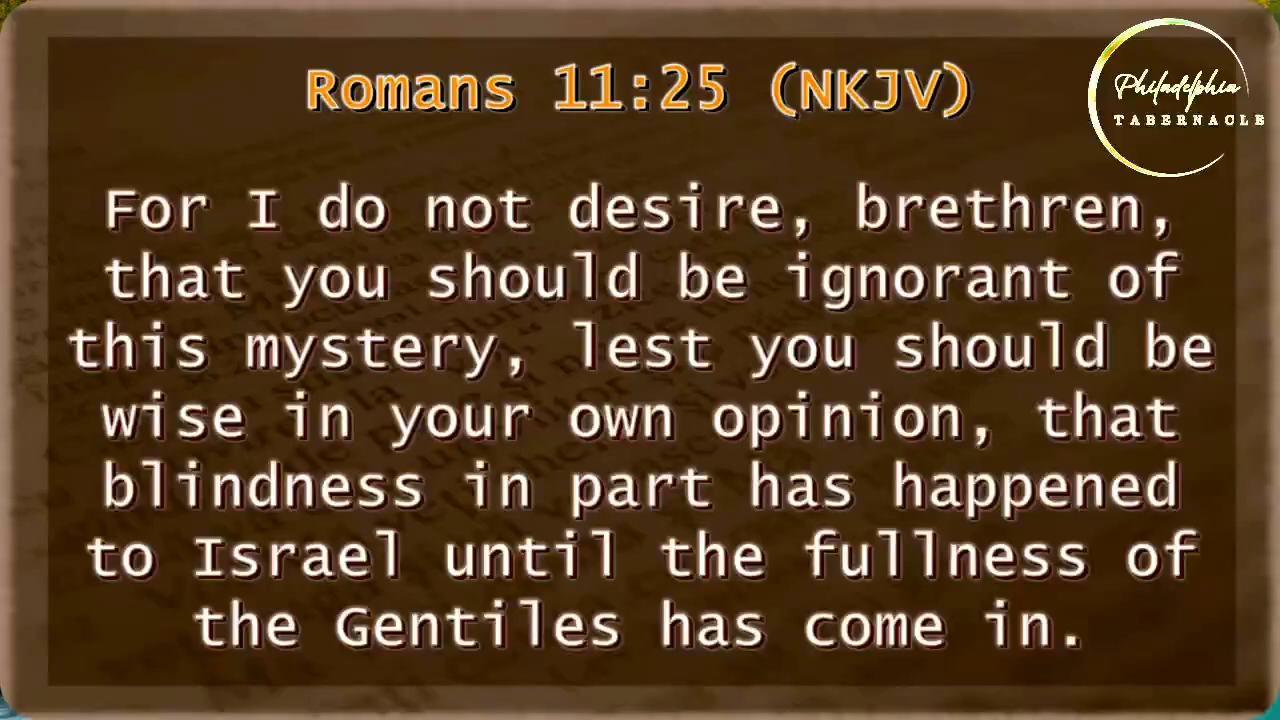 Romans 11:25 (NKJV)
Philadelphia
TABERNACLE
For I do not desire, brethren,
that you should be ignorant of
this mystery, lest you should be
wise in your own opinion, that
blindness in part has happened
to Israel until the fullness of
the Gentiles has come in.